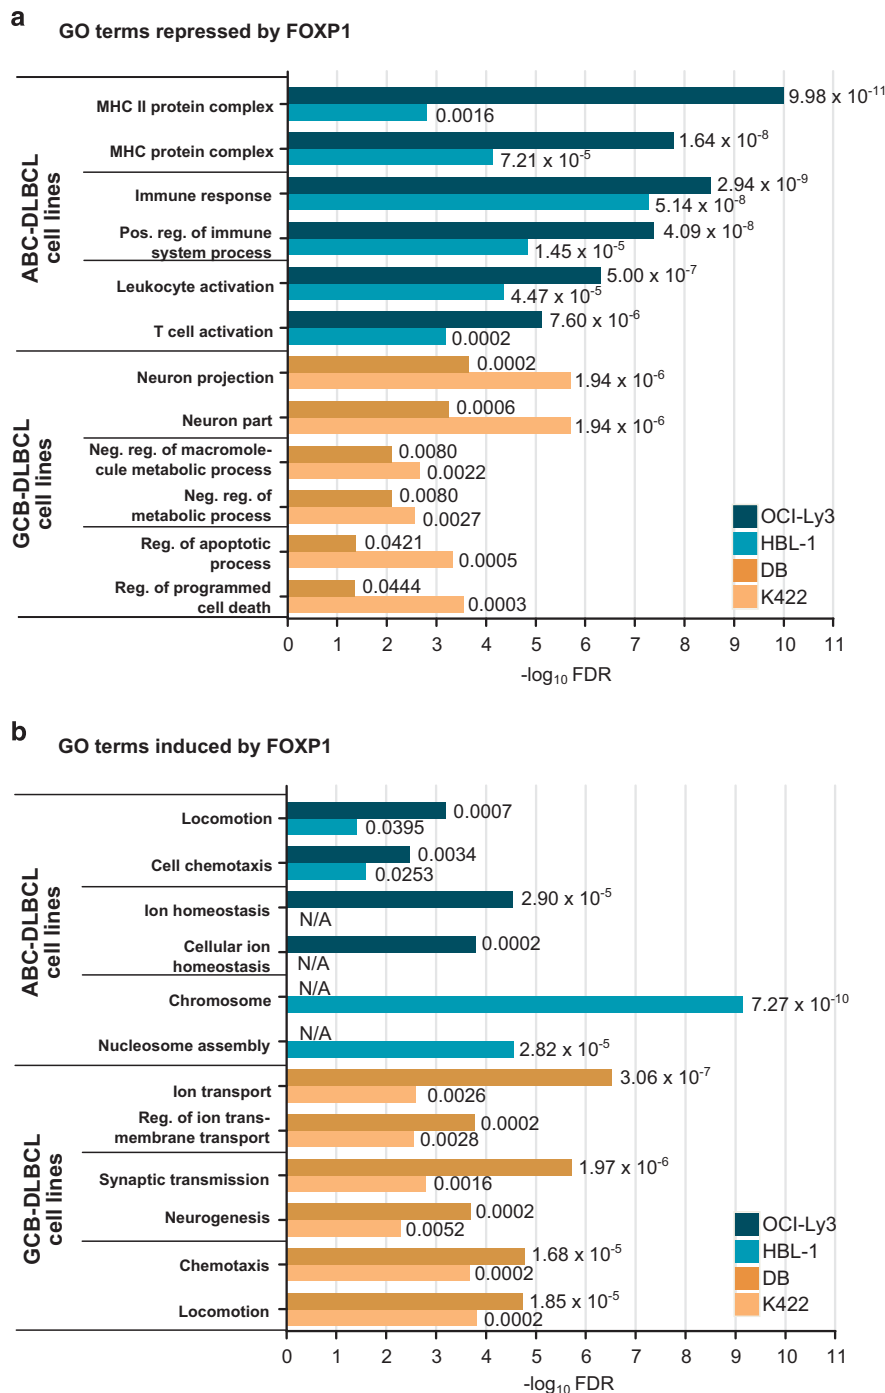 a
GO terms repressed by FOXP1
ABC-DLBCL
cell lines
MHC II protein complex
9.98 x 10⁻¹¹
0.0016
MHC protein complex
1.64 x 10⁻⁸
7.21 x 10⁻⁵
Immune response
2.94 x 10⁻⁹
5.14 x 10⁻⁸
Pos. reg. of immune
system process
4.09 x 10⁻⁸
1.45 x 10⁻⁵
Leukocyte activation
5.00 x 10⁻⁷
4.47 x 10⁻⁵
T cell activation
7.60 x 10⁻⁶
0.0002
GCB-DLBCL
cell lines
Neuron projection
0.0002
1.94 x 10⁻⁶
Neuron part
0.0006
1.94 x 10⁻⁶
Neg. reg. of macromole-
cule metabolic process
0.0080
0.0022
Neg. reg. of
metabolic process
0.0080
0.0027
Reg. of apoptotic
process
0.0421
0.0005
Reg. of programmed
cell death
0.0444
0.0003
OCI-Ly3
HBL-1
DB
K422
0 1 2 3 4 5 6 7 8 9 10 11
-log₁₀ FDR
b
GO terms induced by FOXP1
ABC-DLBCL
cell lines
Locomotion
0.0007
0.0395
Cell chemotaxis
0.0034
0.0253
Ion homeostasis
2.90 x 10⁻⁵
N/A
Cellular ion
homeostasis
0.0002
N/A
Chromosome
N/A
7.27 x 10⁻¹⁰
Nucleosome assembly
N/A
2.82 x 10⁻⁵
GCB-DLBCL
cell lines
Ion transport
3.06 x 10⁻⁷
0.0026
Reg. of ion trans-
membrane transport
0.0002
0.0028
Synaptic transmission
1.97 x 10⁻⁶
0.0016
Neurogenesis
0.0002
0.0052
Chemotaxis
1.68 x 10⁻⁵
0.0002
Locomotion
1.85 x 10⁻⁵
0.0002
OCI-Ly3
HBL-1
DB
K422
0 1 2 3 4 5 6 7 8 9 10 11
-log₁₀ FDR